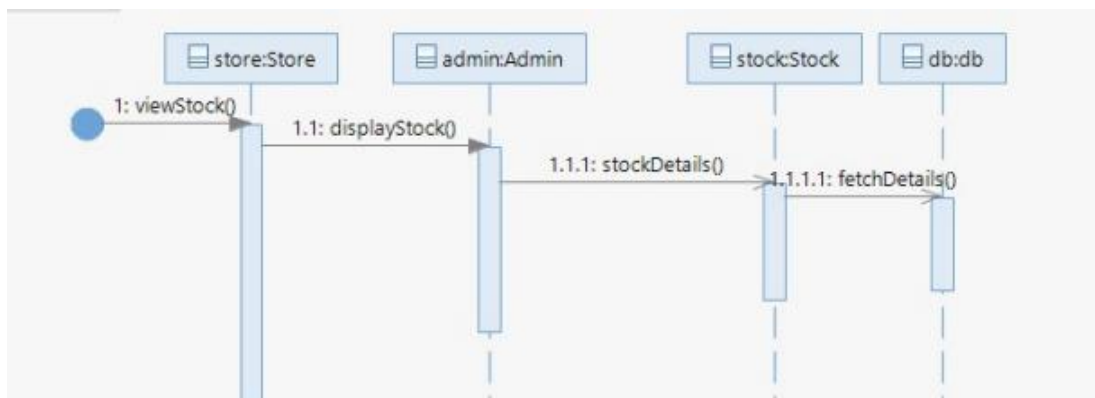 store:Store
admin:Admin
stock:Stock
db:db
1: viewStock()
1.1: displayStock()
1.1.1: stockDetails()
1.1.1.1: fetchDetails()